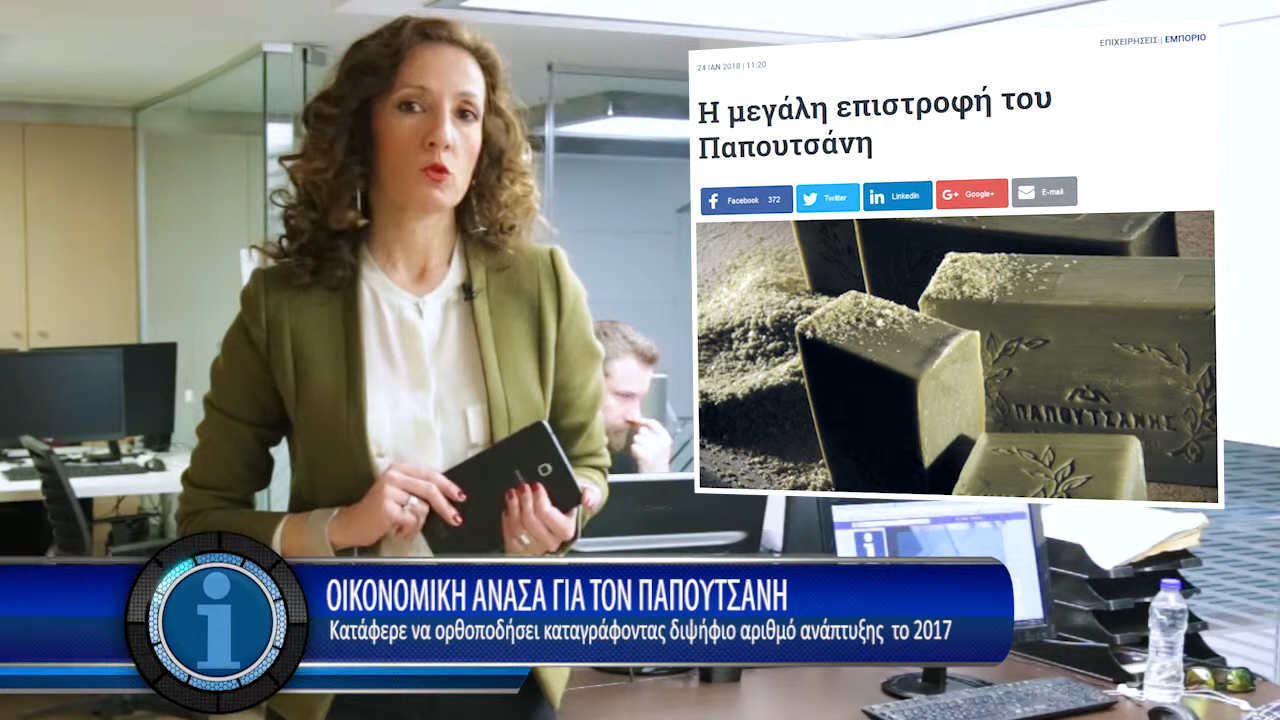 ΕΠΙΧΕΙΡΗΣΕΙΣ | ΕΜΠΟΡΙΟ
24 ΙΑΝ 2018 | 11:20
Η μεγάλη επιστροφή του
Παπουτσάνη
Facebook 372
Twitter
LinkedIn
Google+
E-mail
ΠΑΠΟΥΤΣΑΝΗΣ
ΟΙΚΟΝΟΜΙΚΗ ΑΝΑΣΑ ΓΙΑ ΤΟΝ ΠΑΠΟΥΤΣΑΝΗ
Κατάφερε να ορθοποδήσει καταγράφοντας διψήφιο αριθμό ανάπτυξης το 2017